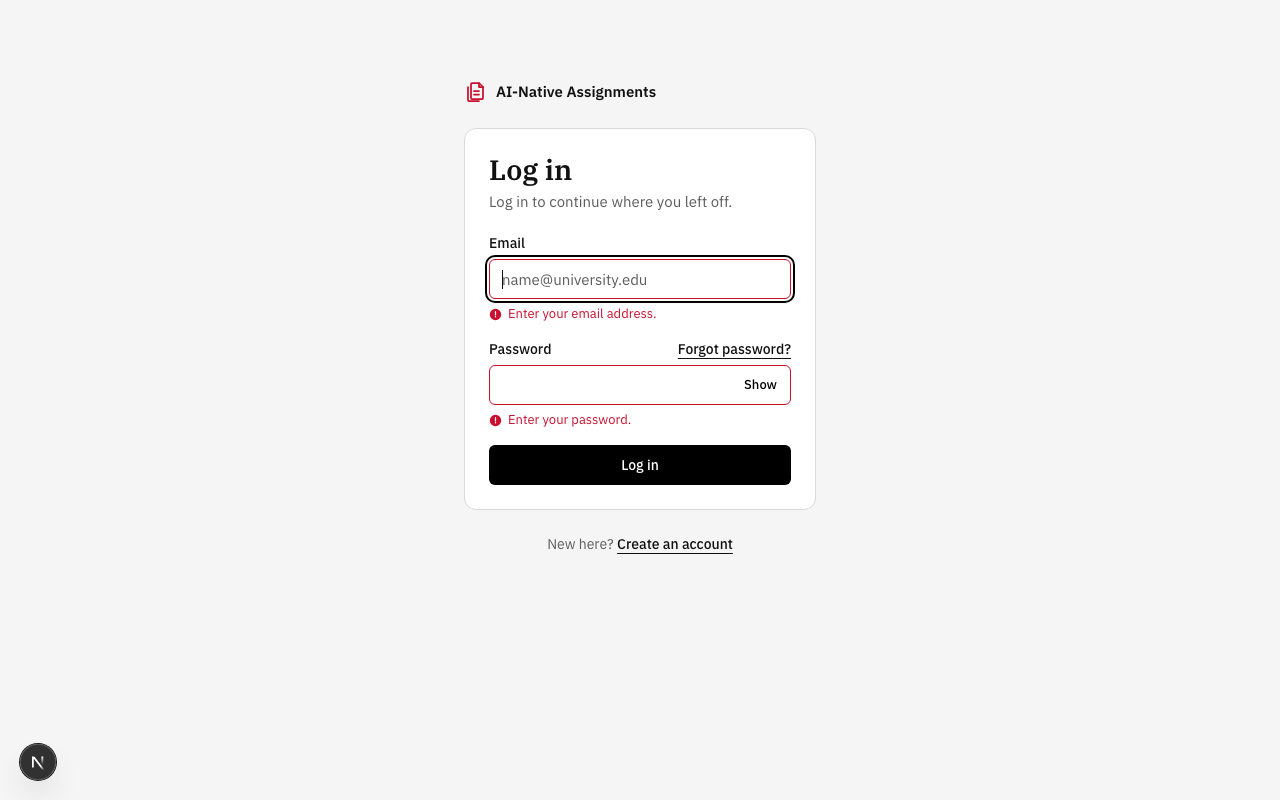 AI-Native Assignments
Log in
Log in to continue where you left off.
Email
name@university.edu
Enter your email address.
Password Forgot password?
Show
Enter your password.
Log in
New here? Create an account
N